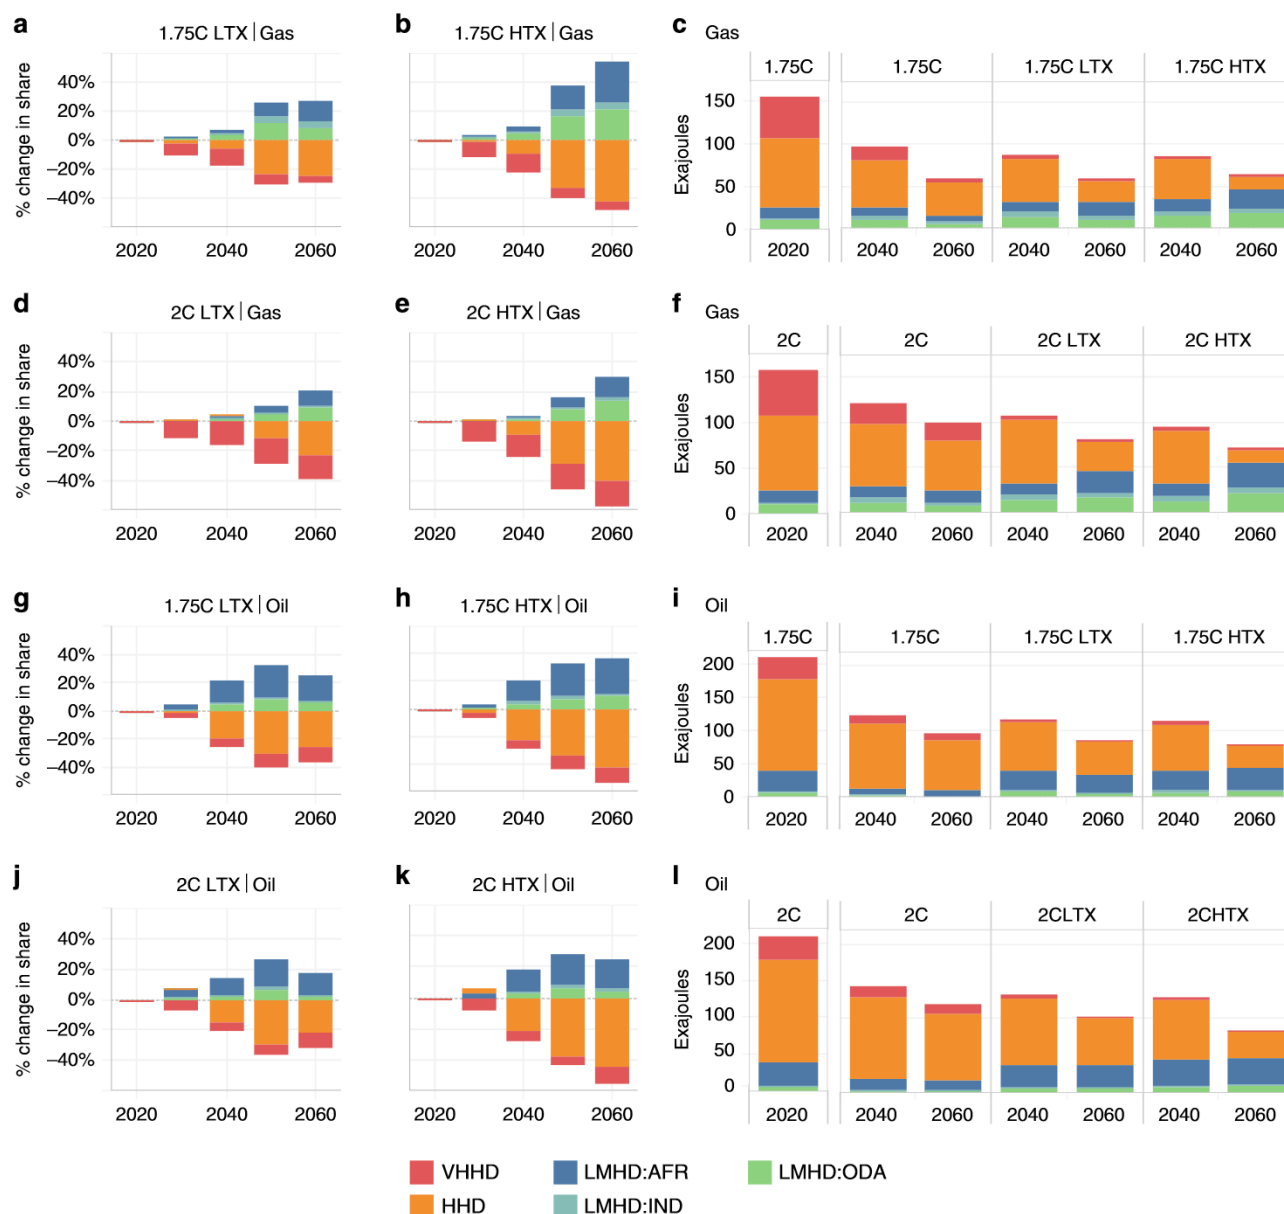 a
1.75C LTX | Gas
% change in share
40%
20%
0%
–20%
–40%
2020 2040 2060
b
1.75C HTX | Gas
2020 2040 2060
c Gas
1.75C 1.75C 1.75C LTX 1.75C HTX
Exajoules
150
100
50
0
2020 2040 2060 2040 2060 2040 2060
d
2C LTX | Gas
% change in share
40%
20%
0%
–20%
–40%
2020 2040 2060
e
2C HTX | Gas
2020 2040 2060
f Gas
2C 2C 2C LTX 2C HTX
Exajoules
150
100
50
0
2020 2040 2060 2040 2060 2040 2060
g
1.75C LTX | Oil
% change in share
40%
20%
0%
–20%
–40%
2020 2040 2060
h
1.75C HTX | Oil
2020 2040 2060
i Oil
1.75C 1.75C 1.75C LTX 1.75C HTX
Exajoules
200
150
100
50
0
2020 2040 2060 2040 2060 2040 2060
j
2C LTX | Oil
% change in share
40%
20%
0%
–20%
–40%
2020 2040 2060
k
2C HTX | Oil
2020 2040 2060
l Oil
2C 2C 2CLTX 2CHTX
Exajoules
200
150
100
50
0
2020 2040 2060 2040 2060 2040 2060
VHHD LMHD:AFR LMHD:ODA
HHD LMHD:IND